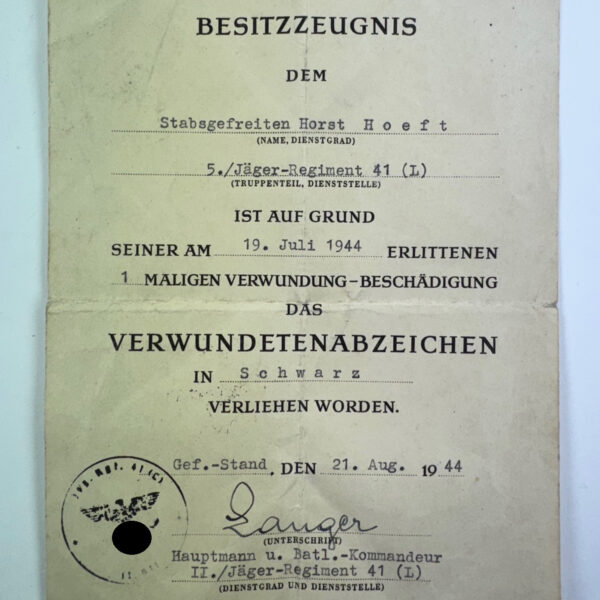 BESITZZEUGNIS
DEM
Stabsgefreiten Horst Hoeft
(NAME, DIENSTGRAD)
5./Jäger-Regiment 41 (L)
(TRUPPENTEIL, DIENSTSTELLE)
IST AUF GRUND
SEINER AM 19. Juli 1944 ERLITTENEN
1 MALIGEN VERWUNDUNG–BESCHÄDIGUNG
DAS
VERWUNDETENABZEICHEN
IN Schwarz
VERLIEHEN WORDEN.
Gef.-Stand, DEN 21. Aug. 1944
Langer
(UNTERSCHRIFT)
Hauptmann u. Batl.-Kommandeur
II./Jäger-Regiment 41 (L)
(DIENSTGRAD UND DIENSTSTELLE)